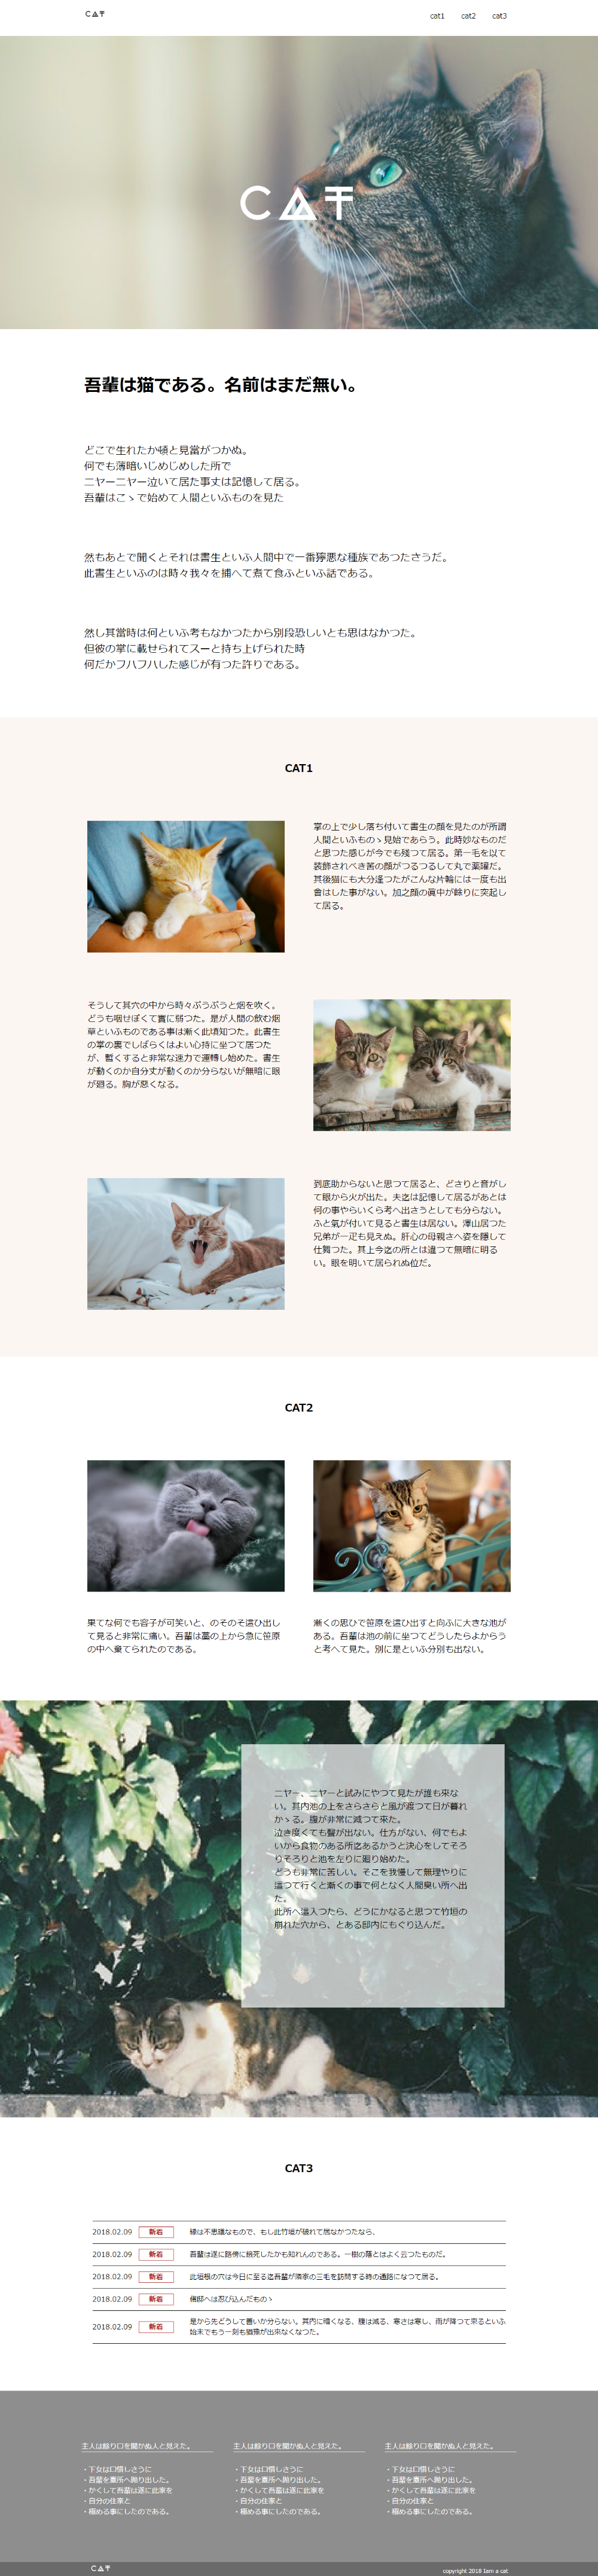 CAT
cat1 cat2 cat3
CAT
吾輩は猫である。名前はまだ無い。
どこで生れたか頓と見當がつかぬ。
何でも薄暗いじめじめした所で
ニヤーニヤー泣いて居た事丈は記憶して居る。
吾輩はこゝで始めて人間といふものを見た
然もあとで聞くとそれは書生といふ人間中で一番獰悪な種族であつたさうだ。
此書生といふのは時々我々を捕へて煮て食ふといふ話である。
然し其當時は何といふ考もなかつたから別段恐しいとも思はなかつた。
但彼の掌に載せられてスーと持ち上げられた時
何だかフハフハした感じが有つた許りである。
CAT1
掌の上で少し落ち付いて書生の顔を見たのが所謂
人間といふものゝ見始であらう。此時妙なものだ
と思つた感じが今でも殘つて居る。第一毛を以て
装飾されべき筈の顔がつるつるして丸で薬罐だ。
其後猫にも大分逢つたがこんな片輪には一度も出
會はした事がない。加之顔の眞中が餘りに突起し
て居る。
そうして其穴の中から時々ぷうぷうと烟を吹く。
どうも咽せぽくて實に弱つた。是が人間の飲む烟
草といふものである事は漸く此頃知つた。此書生
の掌の裏でしばらくはよい心持に坐つて居つた
が、暫くすると非常な速力で運轉し始めた。書生
が動くのか自分丈が動くのか分らないが無暗に眼
が廻る。胸が悪くなる。
到底助からないと思つて居ると、どさりと音がし
て眼から火が出た。夫迄は記憶して居るがあとは
何の事やらいくら考へ出さうとしても分らない。
ふと氣が付いて見ると書生は居ない。澤山居つた
兄弟が一疋も見えぬ。肝心の母親さへ姿を隱して
仕舞つた。其上今迄の所とは違つて無暗に明る
い。眼を明いて居られぬ位だ。
CAT2
果てな何でも容子が可笑いと、のそのそ這ひ出し
て見ると非常に痛い。吾輩は藁の上から急に笹原
の中へ棄てられたのである。
漸くの思ひで笹原を這ひ出すと向ふに大きな池が
ある。吾輩は池の前に坐つてどうしたらよからう
と考へて見た。別に是といふ分別も出ない。
ニヤー、ニヤーと試みにやつて見たが誰も來な
い。其内池の上をさらさらと風が渡つて日が暮れ
かゝる。腹が非常に減つて来た。
泣き度くても聲が出ない。仕方がない、何でもよ
いから食物のある所迄あるかうと決心をしてそろ
りそろりと池を左りに廻り始めた。
どうも非常に苦しい。そこを我慢して無理やりに
這つて行くと漸くの事で何となく人間臭い所へ出
た。
此所へ這入つたら、どうにかなると思つて竹垣の
崩れた穴から、とある邸内にもぐり込んだ。
CAT3
2018.02.09 新着 縁は不思議なもので、もし此竹垣が破れて居なかつたなら、
2018.02.09 新着 吾輩は遂に路傍に餓死したかも知れんのである。一樹の蔭とはよく云つたものだ。
2018.02.09 新着 此垣根の穴は今日に至る迄吾輩が隣家の三毛を訪問する時の通路になつて居る。
2018.02.09 新着 偖邸へは忍び込んだものゝ
2018.02.09 新着 是から先どうして善いか分らない。其内に暗くなる、腹は減る、寒さは寒し、雨が降つて來るといふ
始末でもう一刻も猶豫が出來なくなつた。
主人は餘り口を聞かぬ人と見えた。 主人は餘り口を聞かぬ人と見えた。 主人は餘り口を聞かぬ人と見えた。
・下女は口惜しさうに ・下女は口惜しさうに ・下女は口惜しさうに
・吾輩を臺所へ抛り出した。 ・吾輩を臺所へ抛り出した。 ・吾輩を臺所へ抛り出した。
・かくして吾輩は遂に此家を ・かくして吾輩は遂に此家を ・かくして吾輩は遂に此家を
・自分の住家と ・自分の住家と ・自分の住家と
・極める事にしたのである。 ・極める事にしたのである。 ・極める事にしたのである。
CAT
copyright 2018 Iam a cat